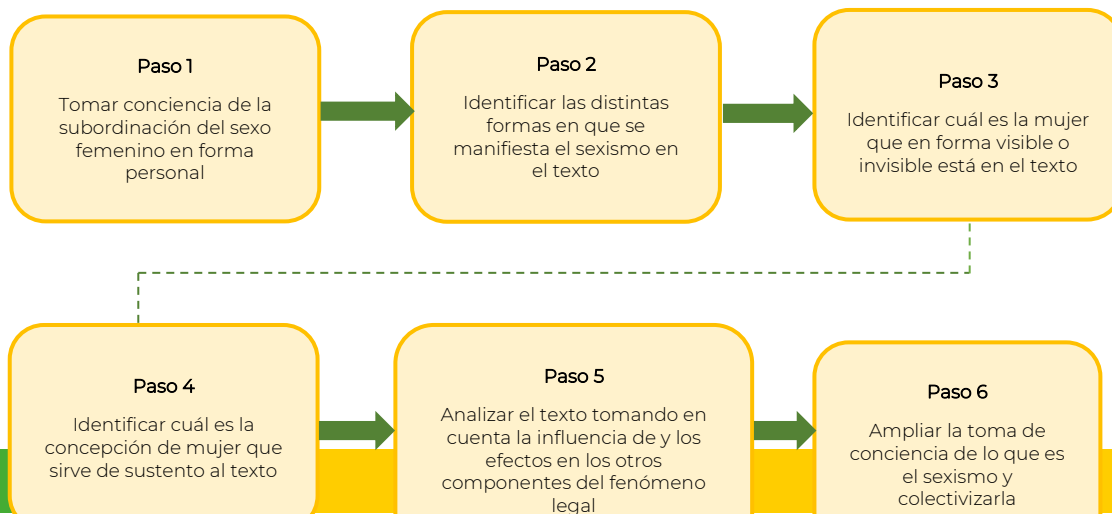 Paso 1
Tomar conciencia de la
subordinación del sexo
femenino en forma
personal
Paso 2
Identificar las distintas
formas en que se
manifiesta el sexismo en
el texto
Paso 3
Identificar cuál es la mujer
que en forma visible o
invisible está en el texto
Paso 4
Identificar cuál es la
concepción de mujer que
sirve de sustento al texto
Paso 5
Analizar el texto tomando en
cuenta la influencia de y los
efectos en los otros
componentes del fenómeno
legal
Paso 6
Ampliar la toma de
conciencia de lo que es
el sexismo y
colectivizarla